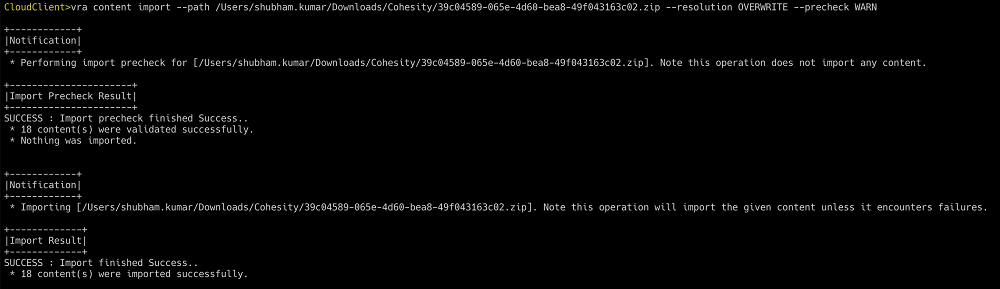 CloudClient>vra content import --path /Users/shubham.kumar/Downloads/Cohesity/39c04589-065e-4d60-bea8-49f043163c02.zip --resolution OVERWRITE --precheck WARN
+------------+
|Notification|
+------------+
 * Performing import precheck for [/Users/shubham.kumar/Downloads/Cohesity/39c04589-065e-4d60-bea8-49f043163c02.zip]. Note this operation does not import any content.
+----------------------+
|Import Precheck Result|
+----------------------+
SUCCESS : Import precheck finished Success..
 * 18 content(s) were validated successfully.
 * Nothing was imported.
+------------+
|Notification|
+------------+
 * Importing [/Users/shubham.kumar/Downloads/Cohesity/39c04589-065e-4d60-bea8-49f043163c02.zip]. Note this operation will import the given content unless it encounters failures.
+-------------+
|Import Result|
+-------------+
SUCCESS : Import finished Success..
 * 18 content(s) were imported successfully.